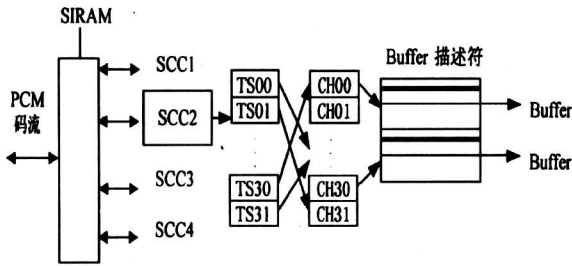 SIRAM
PCM
码流
SCC1
SCC2
SCC3
SCC4
TS00
TS01
TS30
TS31
CH00
CH01
CH30
CH31
Buffer 描述符
Buffer
Buffer